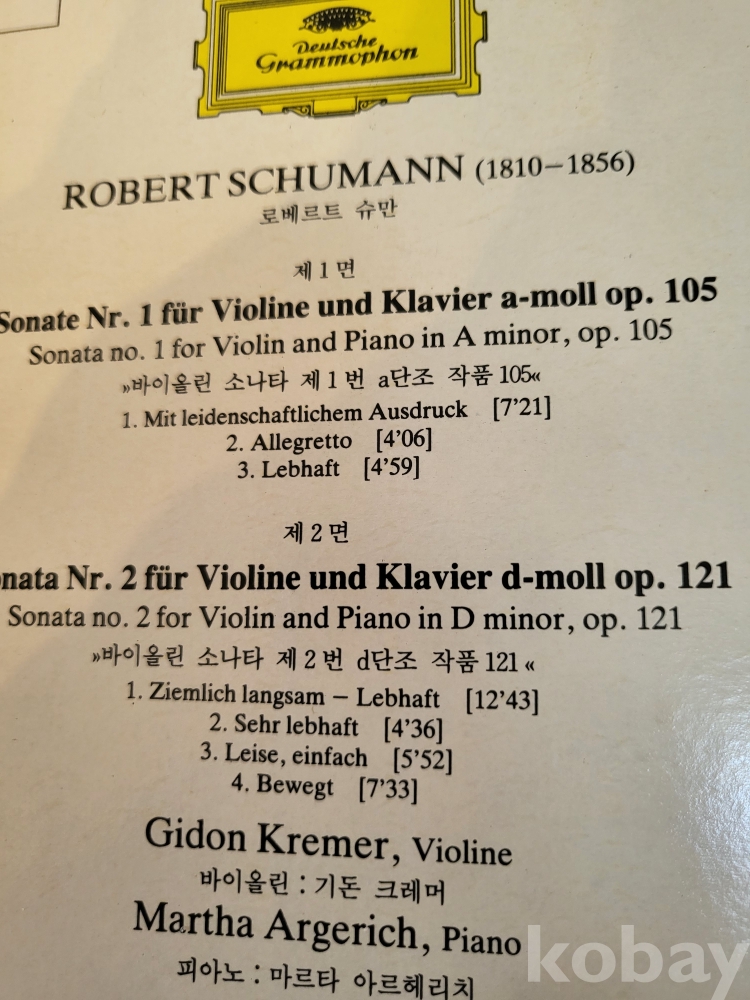 Deutsche
Grammophon
ROBERT SCHUMANN (1810–1856)
로베르트 슈만
제1면
Sonate Nr. 1 für Violine und Klavier a-moll op. 105
Sonata no. 1 for Violin and Piano in A minor, op. 105
»바이올린 소나타 제1번 a단조 작품 105«
1. Mit leidenschaftlichem Ausdruck [7’21]
2. Allegretto [4’06]
3. Lebhaft [4’59]
제2면
nata Nr. 2 für Violine und Klavier d-moll op. 121
Sonata no. 2 for Violin and Piano in D minor, op. 121
»바이올린 소나타 제2번 d단조 작품 121«
1. Ziemlich langsam – Lebhaft [12’43]
2. Sehr lebhaft [4’36]
3. Leise, einfach [5’52]
4. Bewegt [7’33]
Gidon Kremer, Violine
바이올린 : 기돈 크레머
Martha Argerich, Piano
피아노 : 마르타 아르헤리치
kobay